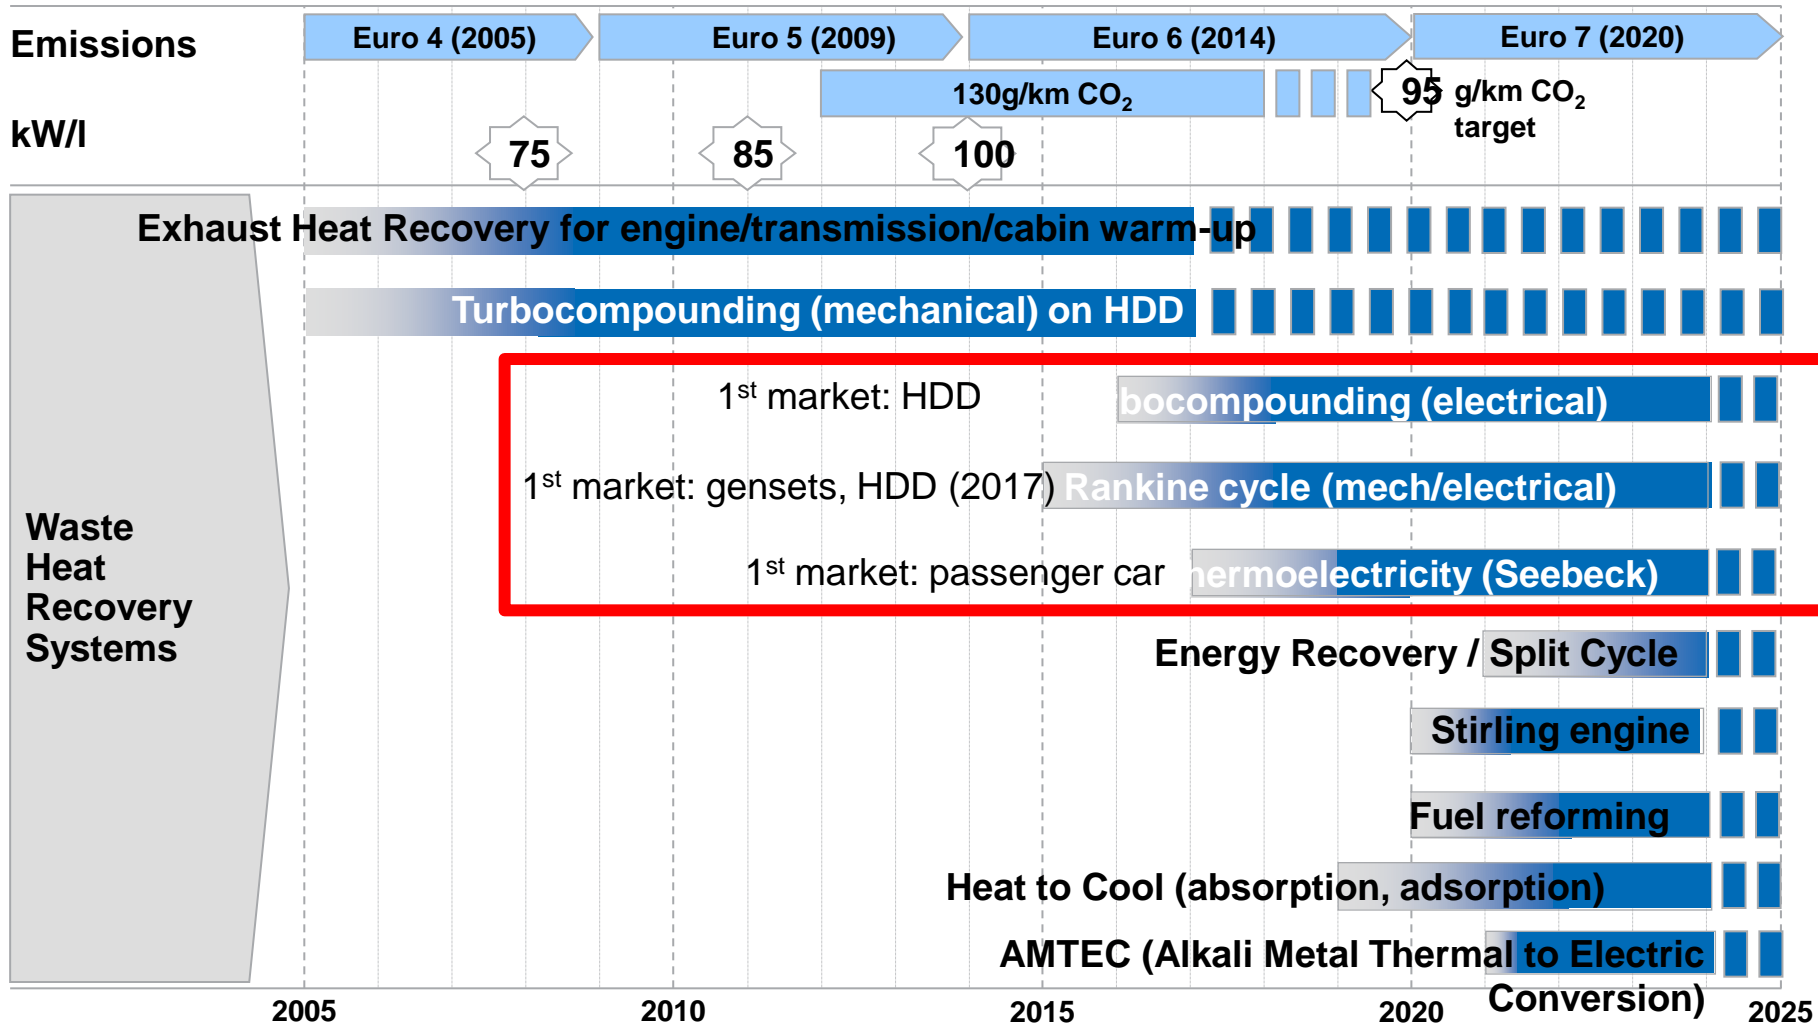 Emissions
Euro 4 (2005)
Euro 5 (2009)
Euro 6 (2014)
Euro 7 (2020)
130g/km CO₂
95 g/km CO₂
target
kW/l
75
85
100
Waste
Heat
Recovery
Systems
Exhaust Heat Recovery for engine/transmission/cabin warm-up
Turbocompounding (mechanical) on HDD
1st market: HDD
bocompounding (electrical)
1st market: gensets, HDD (2017)
Rankine cycle (mech/electrical)
1st market: passenger car
hermoelectricity (Seebeck)
Energy Recovery / Split Cycle
Stirling engine
Fuel reforming
Heat to Cool (absorption, adsorption)
AMTEC (Alkali Metal Thermal to Electric
Conversion)
2005
2010
2015
2020
2025